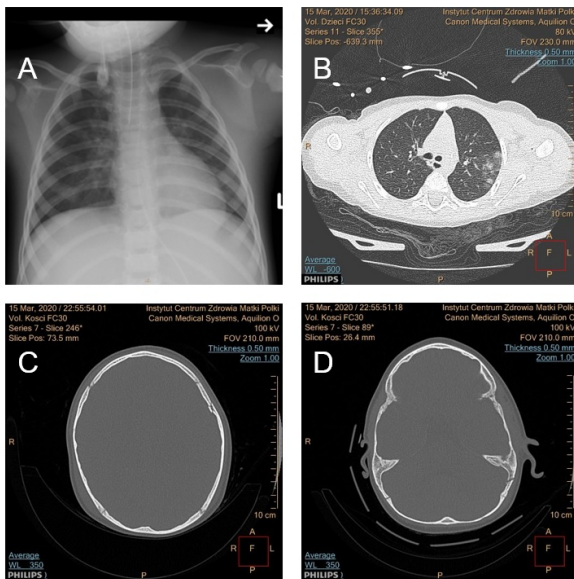 A
L
B
15 Mar, 2020 / 15:36:34.09
Vol. Dzieci FC30
Series 11 - Slice 355*
Slice Pos: -639.3 mm
Instytut Centrum Zdrowia Matki Polki
Canon Medical Systems, Aquilion O
80 kV
FOV 230.0 mm
Thickness 0.50 mm
Zoom 1.00
R
10 cm
Average
WL -600
PHILIPS
P
A
R F L
P
C
15 Mar, 2020 / 22:55:54.01
Vol. Kosci FC30
Series 7 - Slice 246*
Slice Pos: 73.5 mm
Instytut Centrum Zdrowia Matki Polki
Canon Medical Systems, Aquilion O
100 kV
FOV 210.0 mm
Thickness 0.50 mm
Zoom 1.00
R
10 cm
Average
WL 350
PHILIPS
P
A
R F L
P
D
15 Mar, 2020 / 22:55:51.18
Vol. Kosci FC30
Series 7 - Slice 89*
Slice Pos: 26.4 mm
Instytut Centrum Zdrowia Matki Polki
Canon Medical Systems, Aquilion O
100 kV
FOV 210.0 mm
Thickness 0.50 mm
Zoom 1.00
R
10 cm
Average
WL 350
PHILIPS
P
A
R F L
P